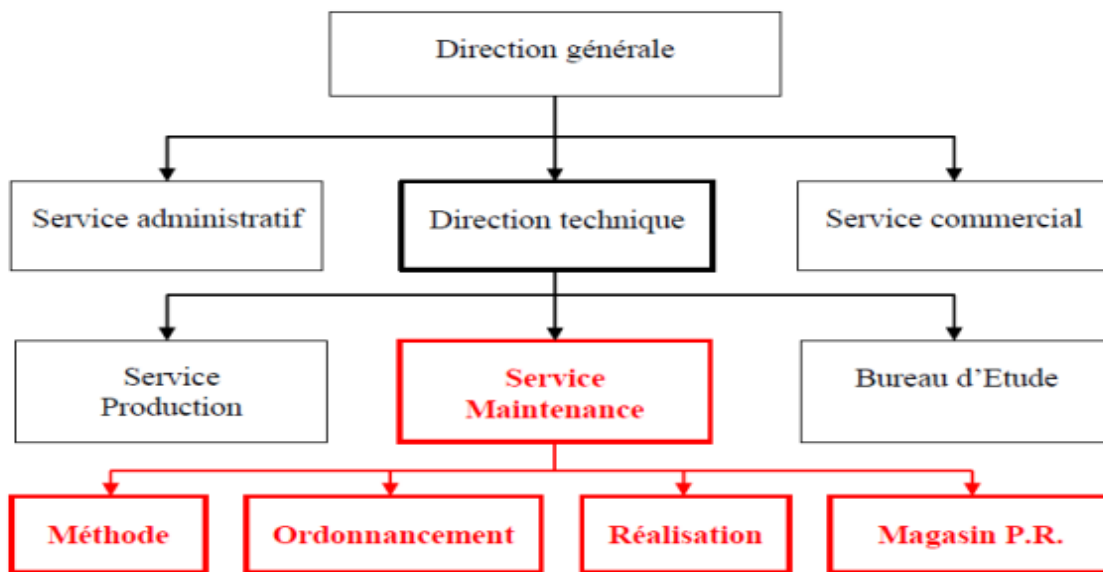 Direction générale
Service administratif
Direction technique
Service commercial
Service
Production
Service
Maintenance
Bureau d'Etude
Méthode
Ordonnancement
Réalisation
Magasin P.R.